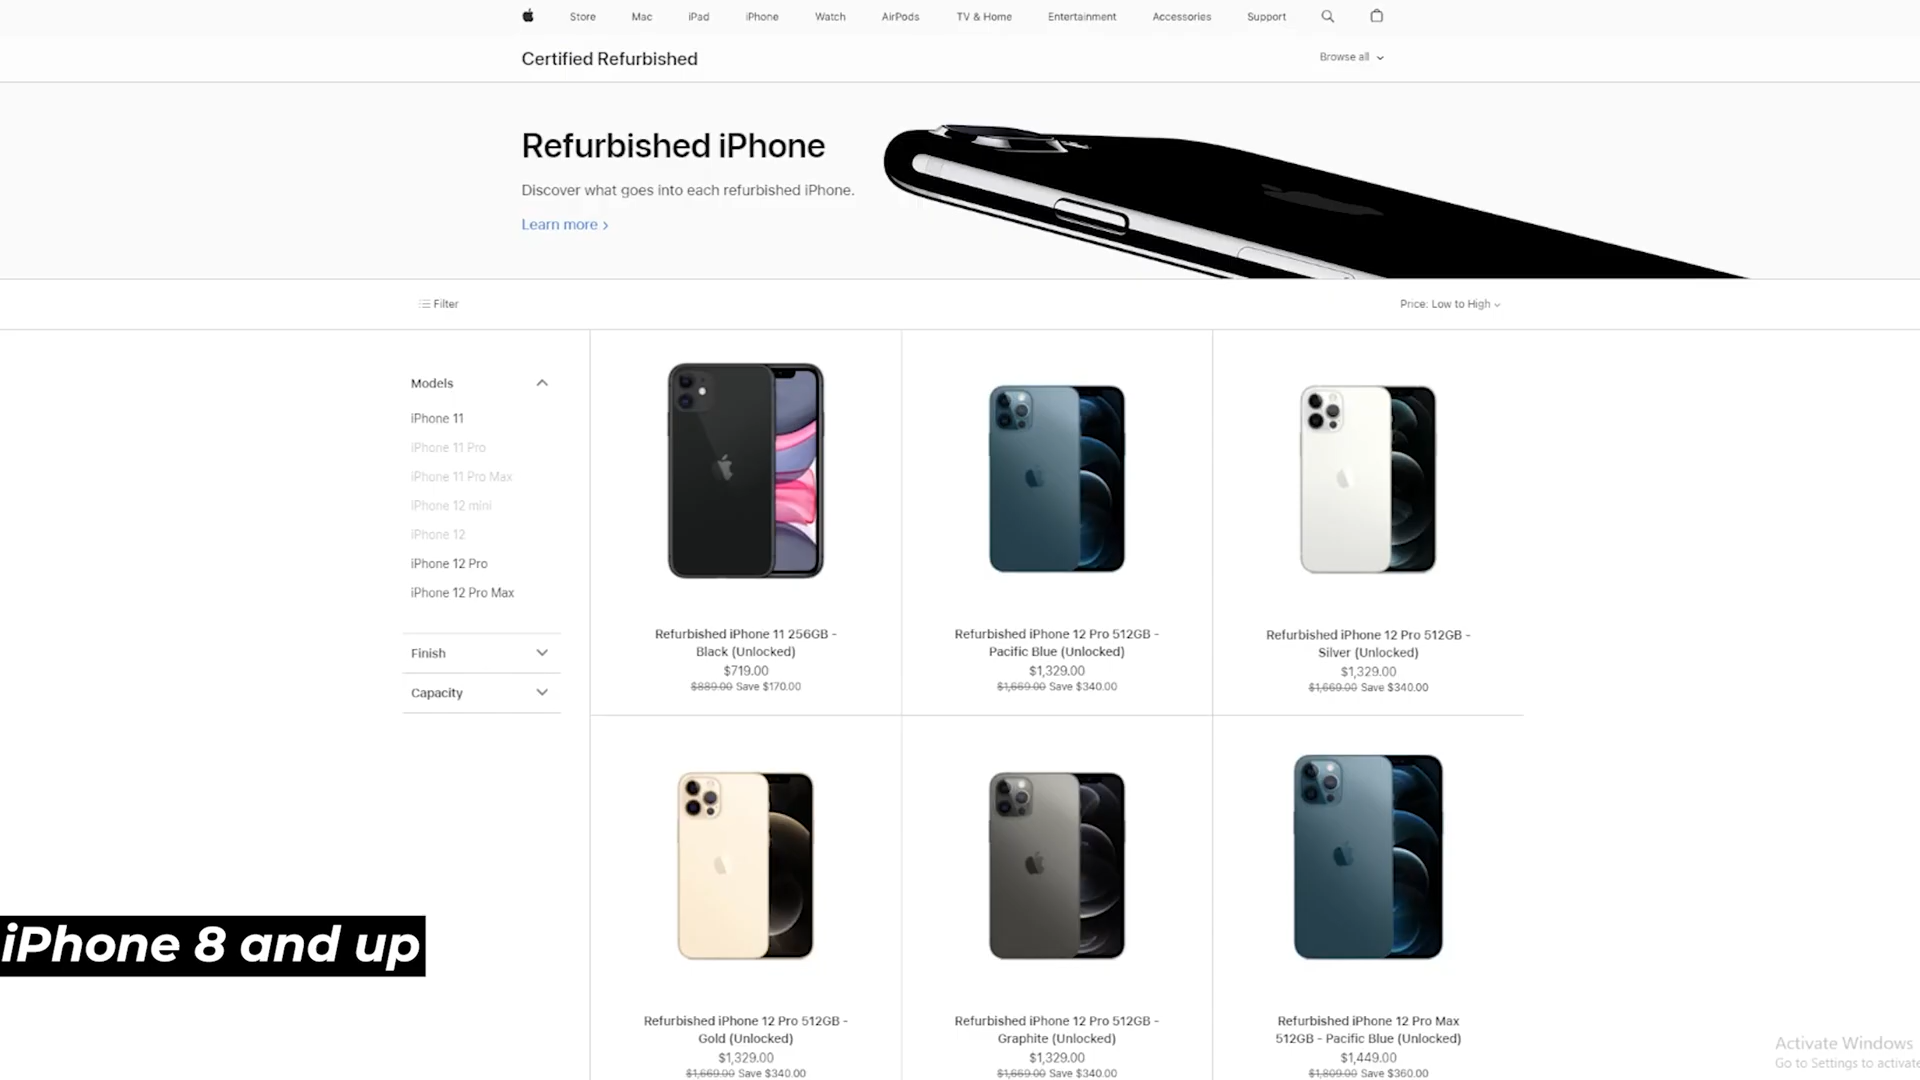 Store Mac iPad iPhone Watch AirPods TV & Home Entertainment Accessories Support
Certified Refurbished
Browse all
Refurbished iPhone
Discover what goes into each refurbished iPhone.
Learn more >
Filter
Price: Low to High
Models
iPhone 11
iPhone 11 Pro
iPhone 11 Pro Max
iPhone 12 mini
iPhone 12
iPhone 12 Pro
iPhone 12 Pro Max
Finish
Capacity
Refurbished iPhone 11 256GB -
Black (Unlocked)
$719.00
$889.00 Save $170.00
Refurbished iPhone 12 Pro 512GB -
Pacific Blue (Unlocked)
$1,329.00
$1,669.00 Save $340.00
Refurbished iPhone 12 Pro 512GB -
Silver (Unlocked)
$1,329.00
$1,669.00 Save $340.00
Refurbished iPhone 12 Pro 512GB -
Gold (Unlocked)
$1,329.00
$1,669.00 Save $340.00
Refurbished iPhone 12 Pro 512GB -
Graphite (Unlocked)
$1,329.00
$1,669.00 Save $340.00
Refurbished iPhone 12 Pro Max
512GB - Pacific Blue (Unlocked)
$1,449.00
$1,809.00 Save $360.00
iPhone 8 and up
Activate Windows
Go to Settings to activate